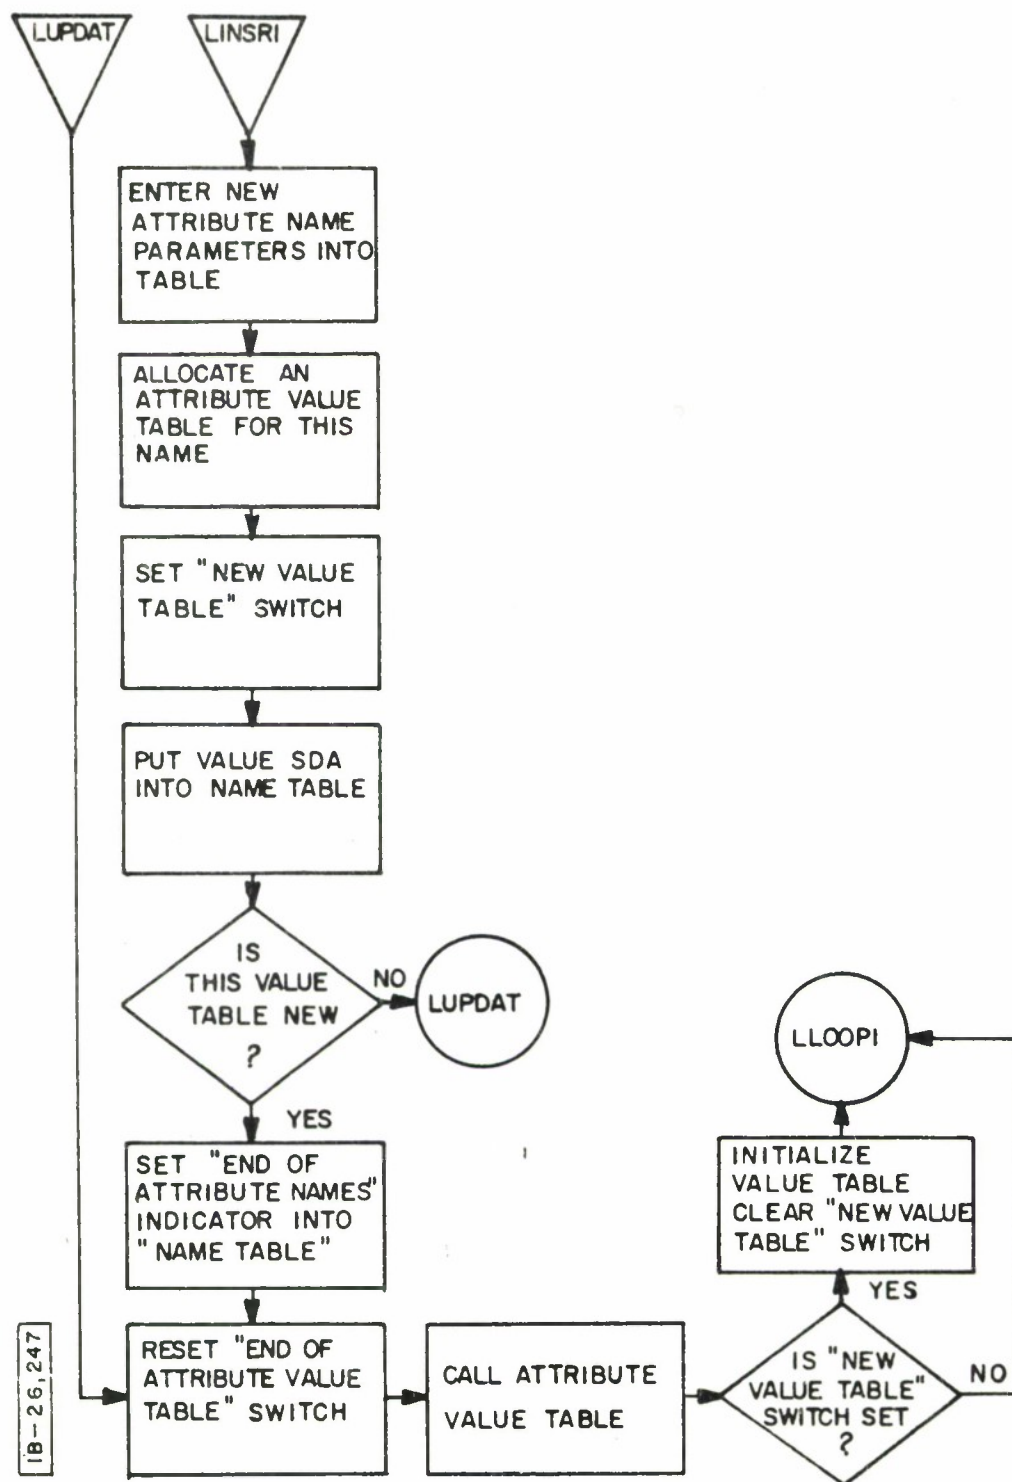 LUPDAT
LINSRI
ENTER NEW
ATTRIBUTE NAME
PARAMETERS INTO
TABLE
ALLOCATE AN
ATTRIBUTE VALUE
TABLE FOR THIS
NAME
SET "NEW VALUE
TABLE" SWITCH
PUT VALUE SDA
INTO NAME TABLE
IS
THIS VALUE
TABLE NEW
?
NO
LUPDAT
YES
SET "END OF
ATTRIBUTE NAMES"
INDICATOR INTO
"NAME TABLE"
RESET "END OF
ATTRIBUTE VALUE
TABLE" SWITCH
CALL ATTRIBUTE
VALUE TABLE
IS "NEW
VALUE TABLE"
SWITCH SET
?
NO
YES
INITIALIZE
VALUE TABLE
CLEAR "NEW VALUE
TABLE" SWITCH
LLOOPI
IB-26,247